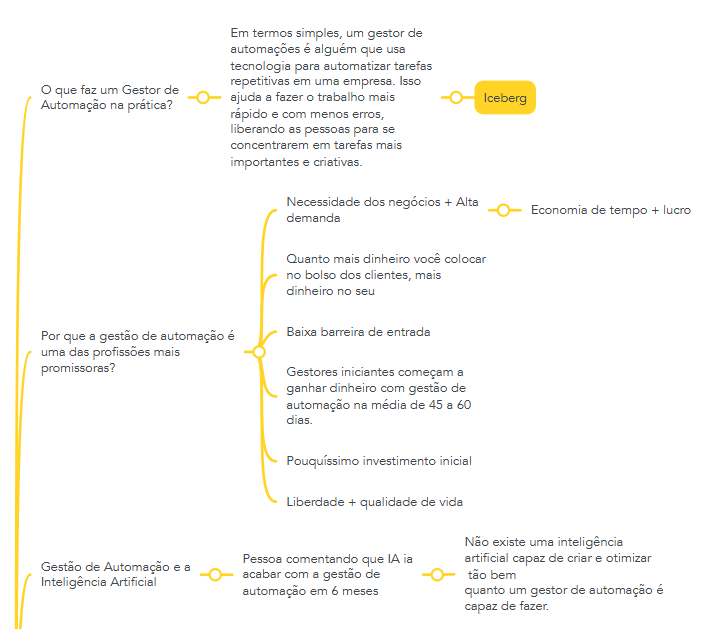 O que faz um Gestor de
Automação na prática?
Em termos simples, um gestor de
automações é alguém que usa
tecnologia para automatizar tarefas
repetitivas em uma empresa. Isso
ajuda a fazer o trabalho mais
rápido e com menos erros,
liberando as pessoas para se
concentrarem em tarefas mais
importantes e criativas.
Iceberg
Por que a gestão de automação é
uma das profissões mais
promissoras?
Necessidade dos negócios + Alta
demanda
Economia de tempo + lucro
Quanto mais dinheiro você colocar
no bolso dos clientes, mais
dinheiro no seu
Baixa barreira de entrada
Gestores iniciantes começam a
ganhar dinheiro com gestão de
automação na média de 45 a 60
dias.
Pouquíssimo investimento inicial
Liberdade + qualidade de vida
Gestão de Automação e a
Inteligência Artificial
Pessoa comentando que IA ia
acabar com a gestão de
automação em 6 meses
Não existe uma inteligência
artificial capaz de criar e otimizar
tão bem
quanto um gestor de automação é
capaz de fazer.